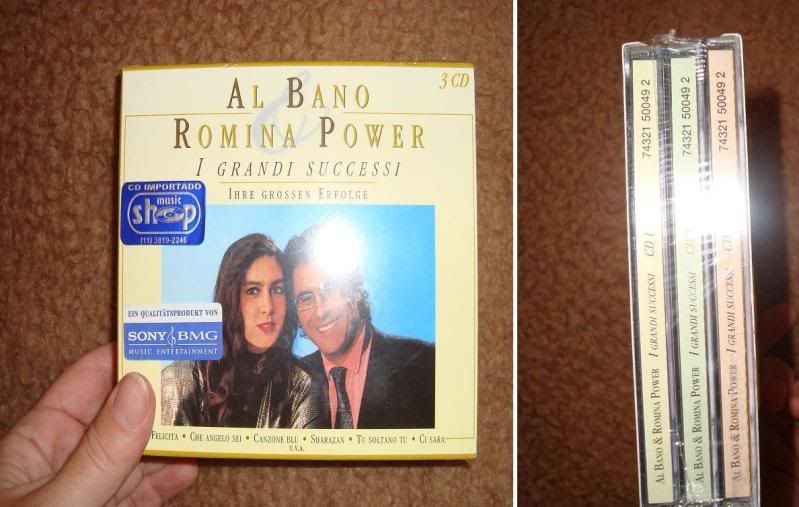 3 CD
AL BANO
&
ROMINA POWER
I GRANDI SUCCESSI
IHRE GROSSEN ERFOLGE
CD IMPORTADO
music
shop
(11) 3819-2246
EIN QUALITÄTSPRODUKT VON
SONY BMG
MUSIC ENTERTAINMENT
FELICITA • CHE ANGELO SEI • CANZONE BLU • SHARAZAN • TU SOLTANTO TU • CI SARA
U.V.A.
AL BANO & ROMINA POWER I GRANDI SUCCESSI CD 1 74321 50049 2
AL BANO & ROMINA POWER I GRANDI SUCCESSI CD 74321 50049 2
AL BANO & ROMINA POWER I GRANDI SUCCESSI CD 74321 50049 2